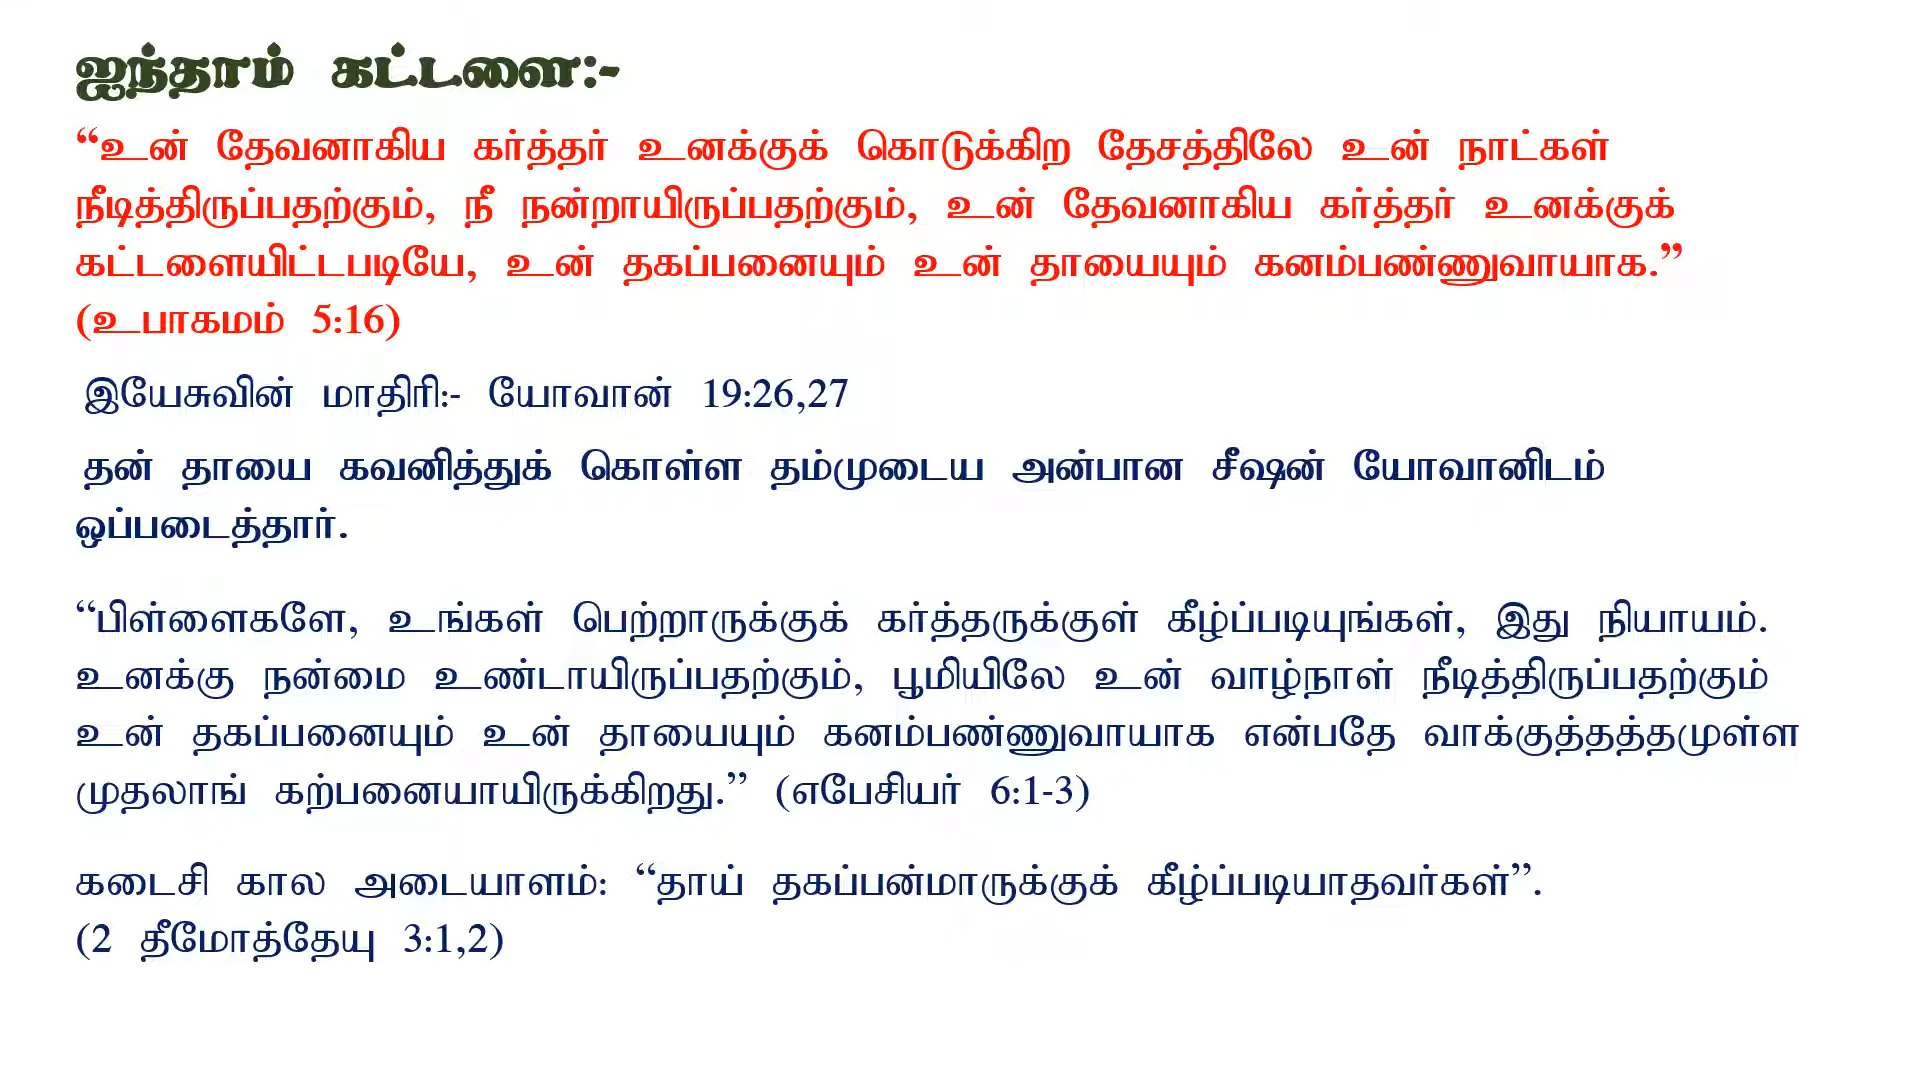 ஐந்தாம் கட்டளை:-
“உன் தேவனாகிய கர்த்தர் உனக்குக் கொடுக்கிற தேசத்திலே உன் நாட்கள்
நீடித்திருப்பதற்கும், நீ நன்றாயிருப்பதற்கும், உன் தேவனாகிய கர்த்தர் உனக்குக்
கட்டளையிட்டபடியே, உன் தகப்பனையும் உன் தாயையும் கனம்பண்ணுவாயாக.”
(உபாகமம் 5:16)
இயேசுவின் மாதிரி:- யோவான் 19:26,27
தன் தாயை கவனித்துக் கொள்ள தம்முடைய அன்பான சீஷன் யோவானிடம்
ஒப்படைத்தார்.
“பிள்ளைகளே, உங்கள் பெற்றாருக்குக் கர்த்தருக்குள் கீழ்ப்படியுங்கள், இது நியாயம்.
உனக்கு நன்மை உண்டாயிருப்பதற்கும், பூமியிலே உன் வாழ்நாள் நீடித்திருப்பதற்கும்
உன் தகப்பனையும் உன் தாயையும் கனம்பண்ணுவாயாக என்பதே வாக்குத்தத்தமுள்ள
முதலாங் கற்பனையாயிருக்கிறது.” (எபேசியர் 6:1-3)
கடைசி கால அடையாளம்: “தாய் தகப்பன்மாருக்குக் கீழ்ப்படியாதவர்கள்”.
(2 தீமோத்தேயு 3:1,2)